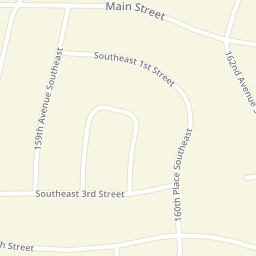 Main Street
Southeast 1st Street
159th Avenue Southeast
162nd Avenue S
160th Place Southeast
Southeast 3rd Street
h Street